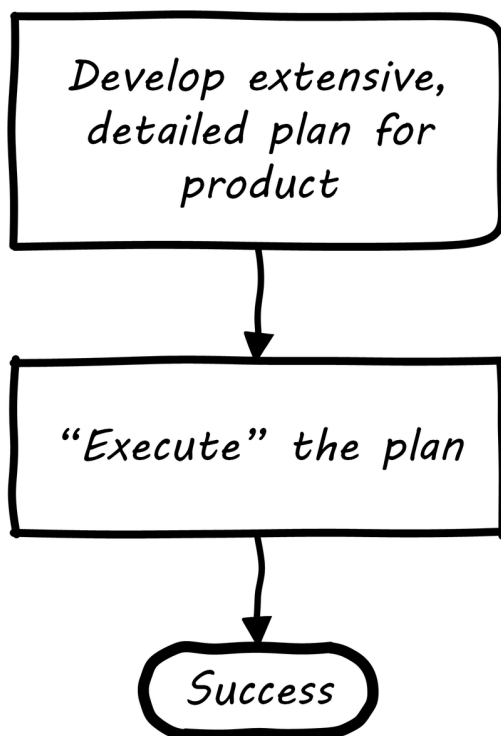 Develop extensive,
detailed plan for
product
“Execute” the plan
Success